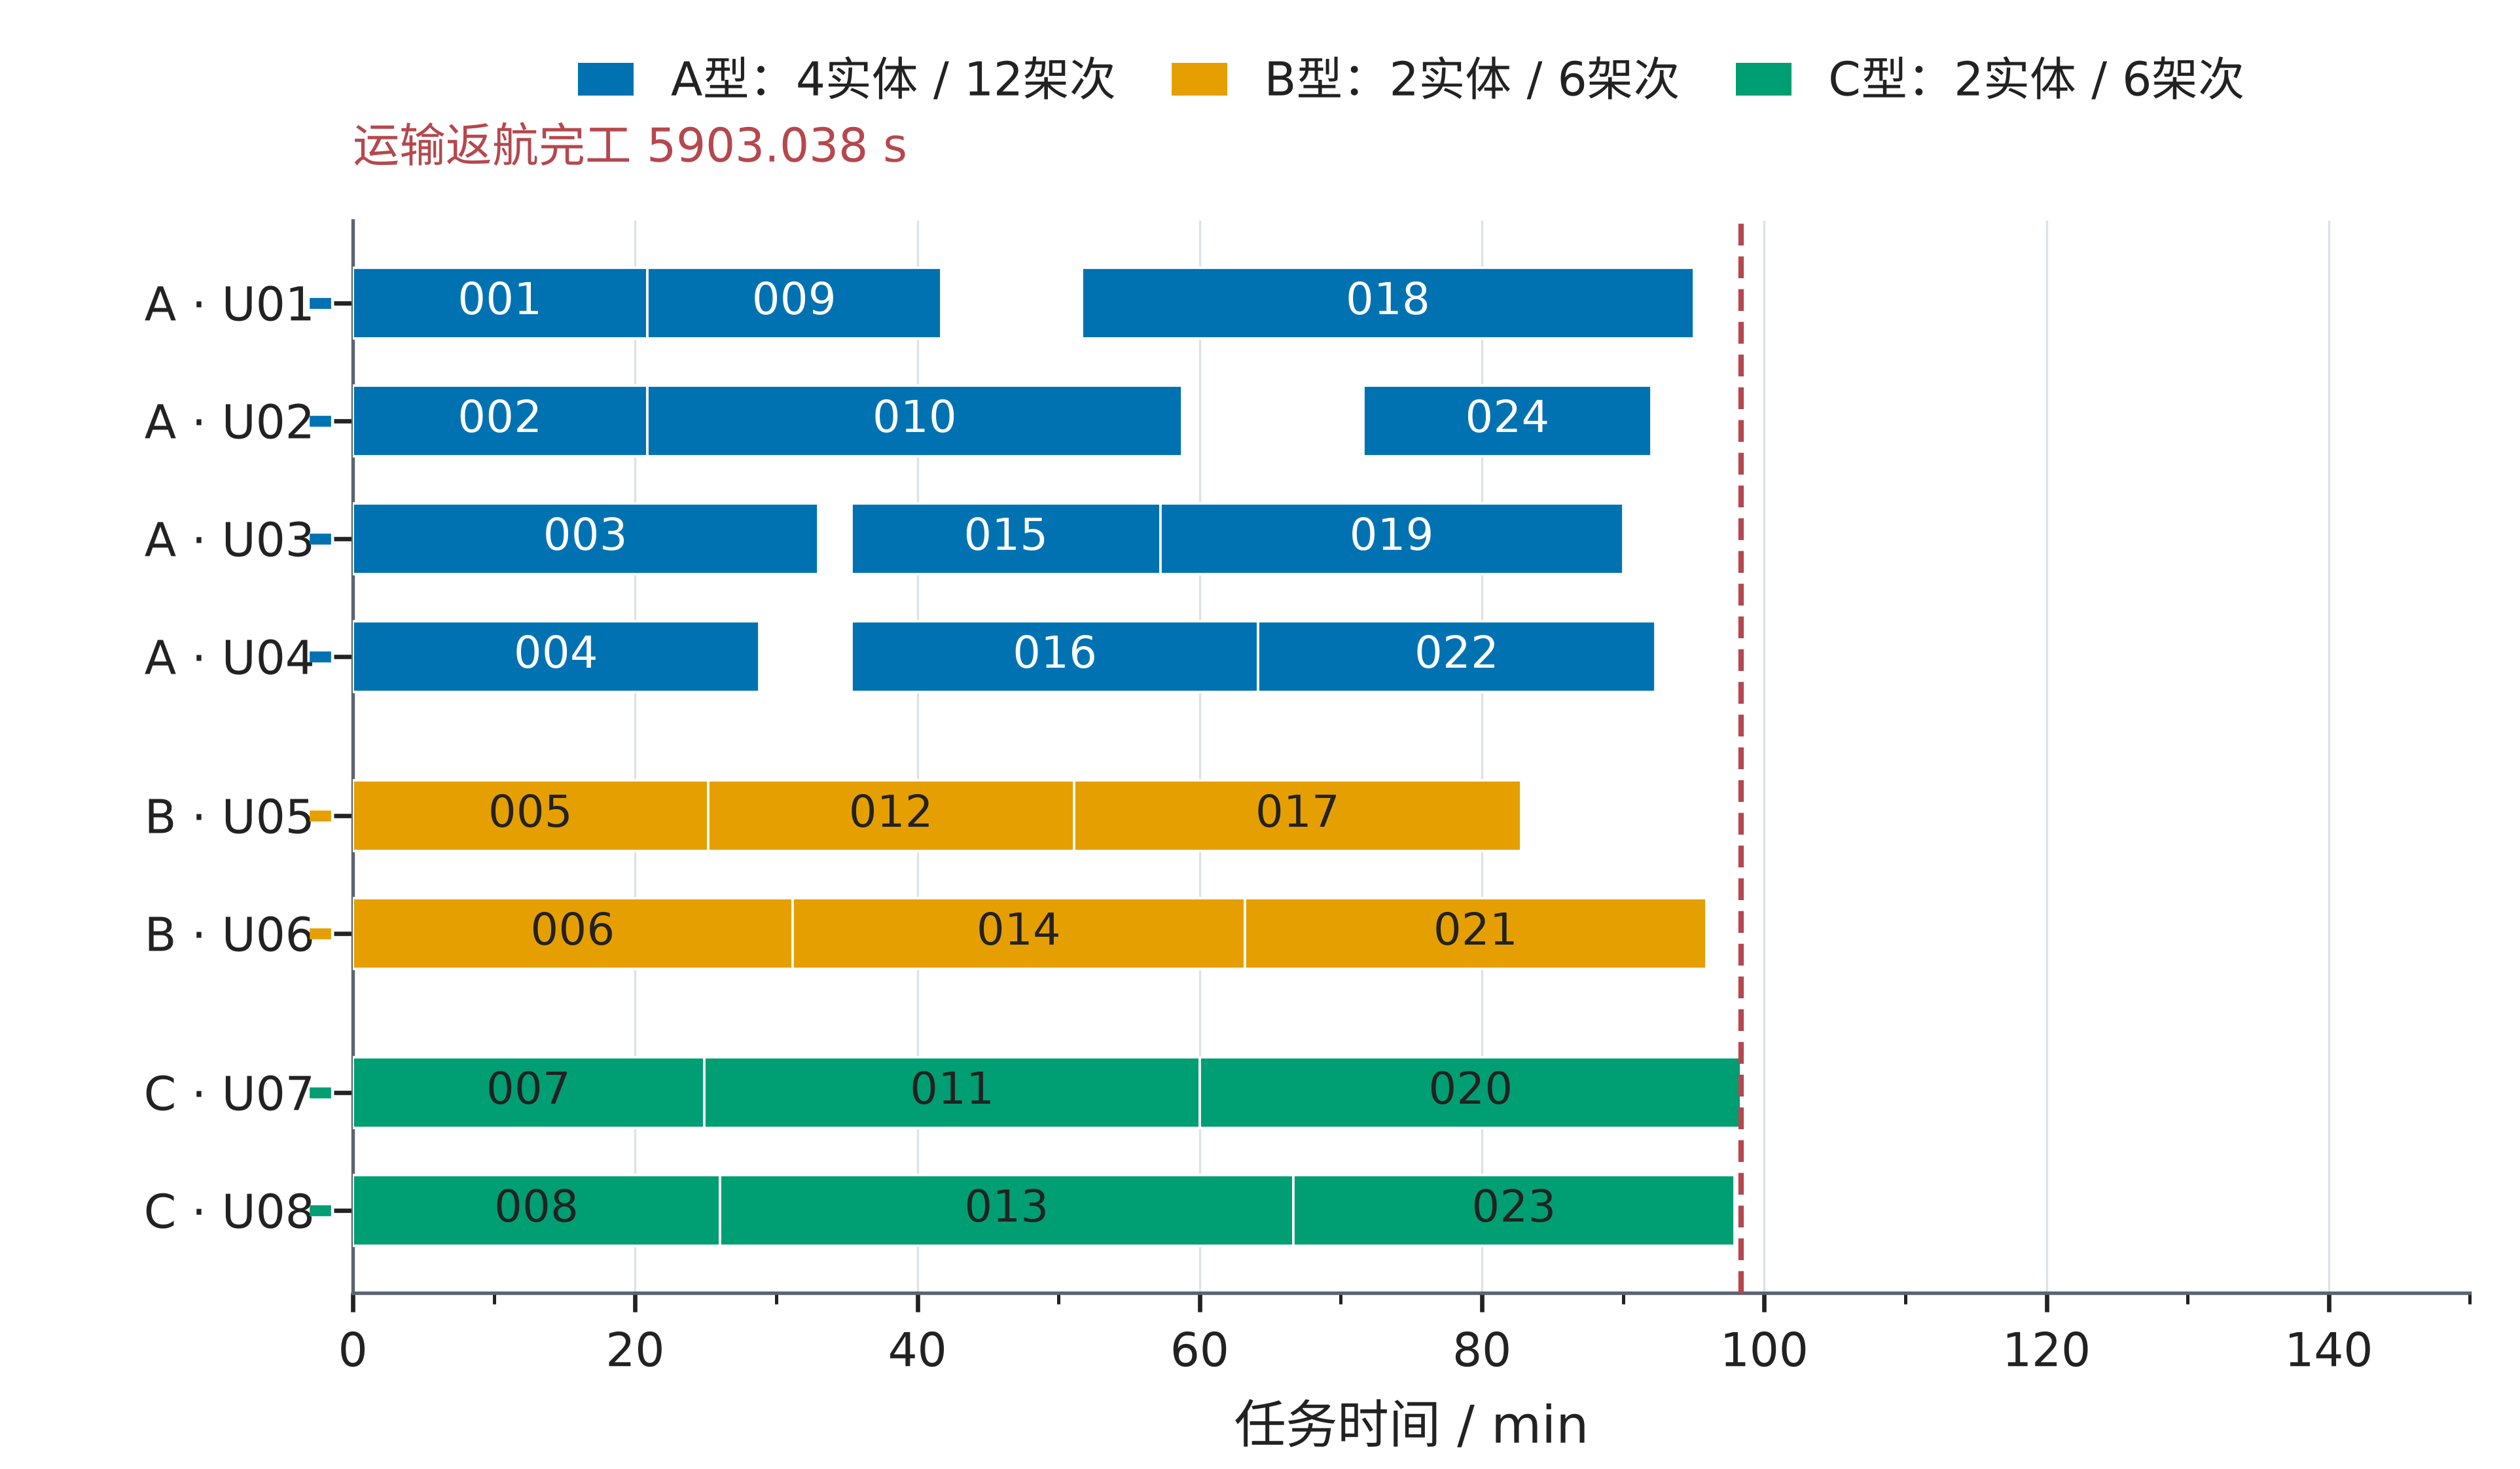 A型：4实体 / 12架次 B型：2实体 / 6架次 C型：2实体 / 6架次
运输返航完工 5903.038 s
A · U01 001 009 018
A · U02 002 010 024
A · U03 003 015 019
A · U04 004 016 022
B · U05 005 012 017
B · U06 006 014 021
C · U07 007 011 020
C · U08 008 013 023
0 20 40 60 80 100 120 140
任务时间 / min